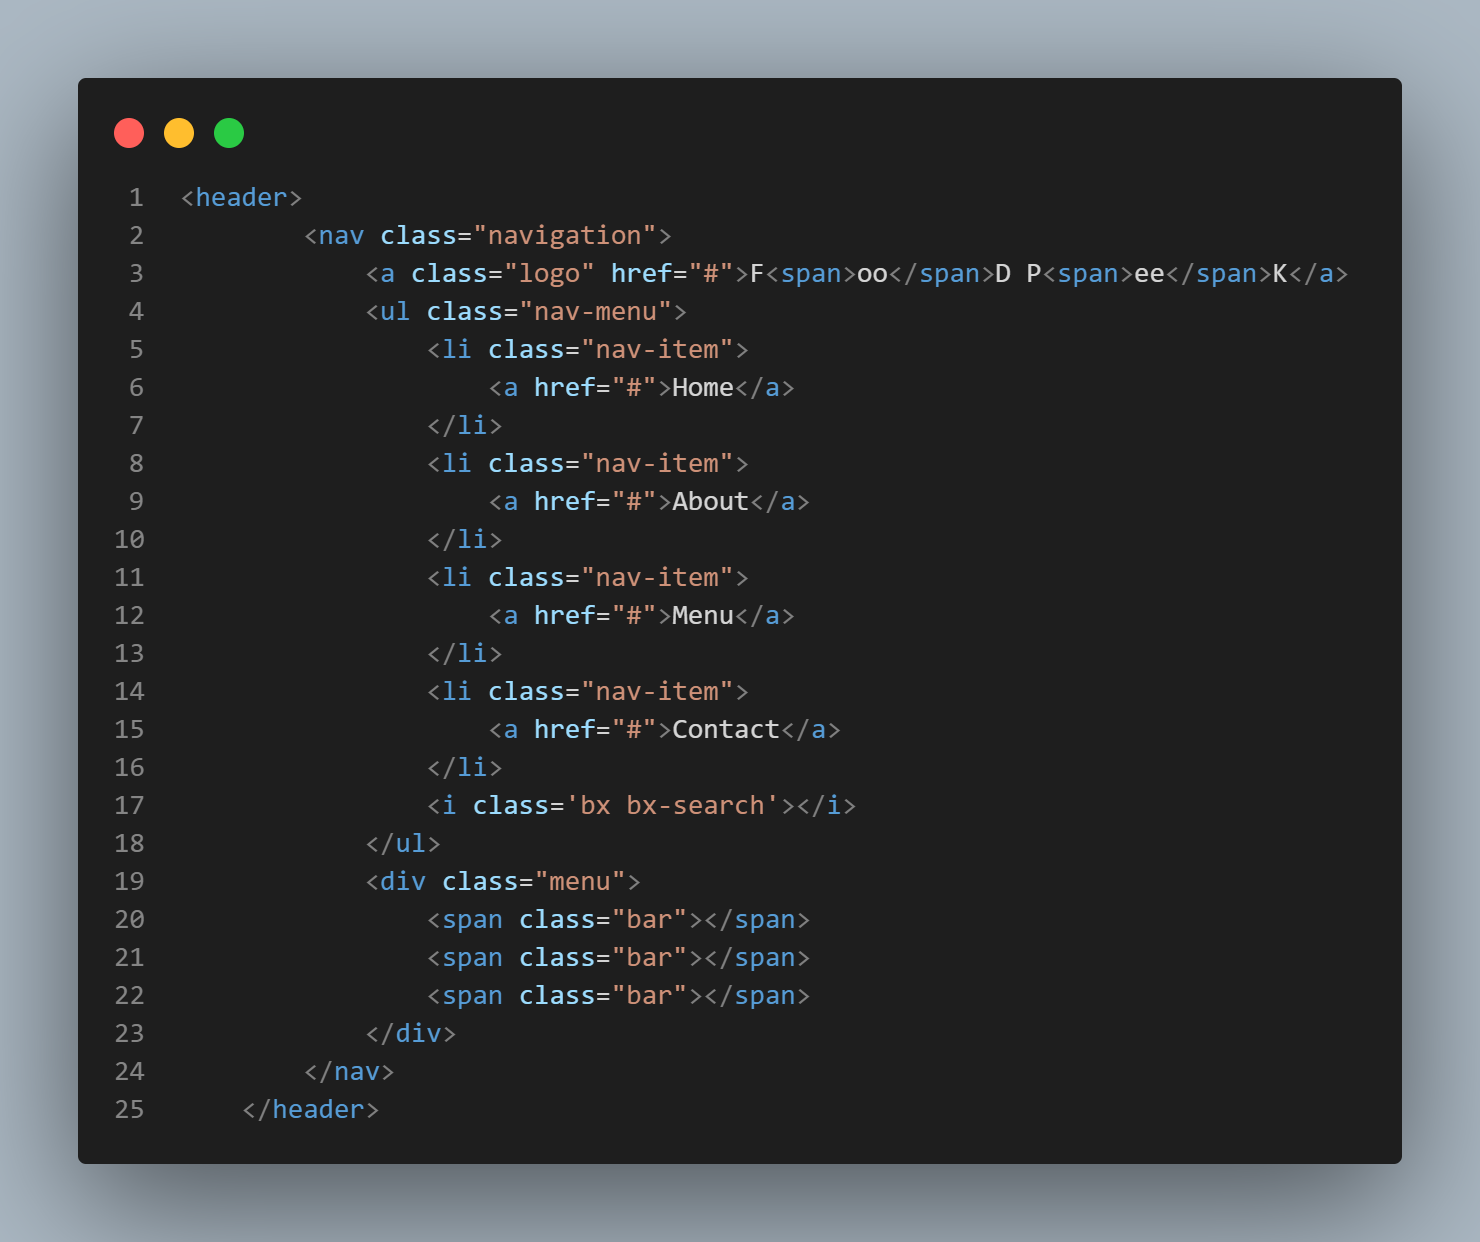 1 <header>
2         <nav class="navigation">
3             <a class="logo" href="#">F<span>oo</span>D P<span>ee</span>K</a>
4             <ul class="nav-menu">
5                 <li class="nav-item">
6                     <a href="#">Home</a>
7                 </li>
8                 <li class="nav-item">
9                     <a href="#">About</a>
10                 </li>
11                 <li class="nav-item">
12                     <a href="#">Menu</a>
13                 </li>
14                 <li class="nav-item">
15                     <a href="#">Contact</a>
16                 </li>
17                 <i class='bx bx-search'></i>
18             </ul>
19             <div class="menu">
20                 <span class="bar"></span>
21                 <span class="bar"></span>
22                 <span class="bar"></span>
23             </div>
24         </nav>
25     </header>